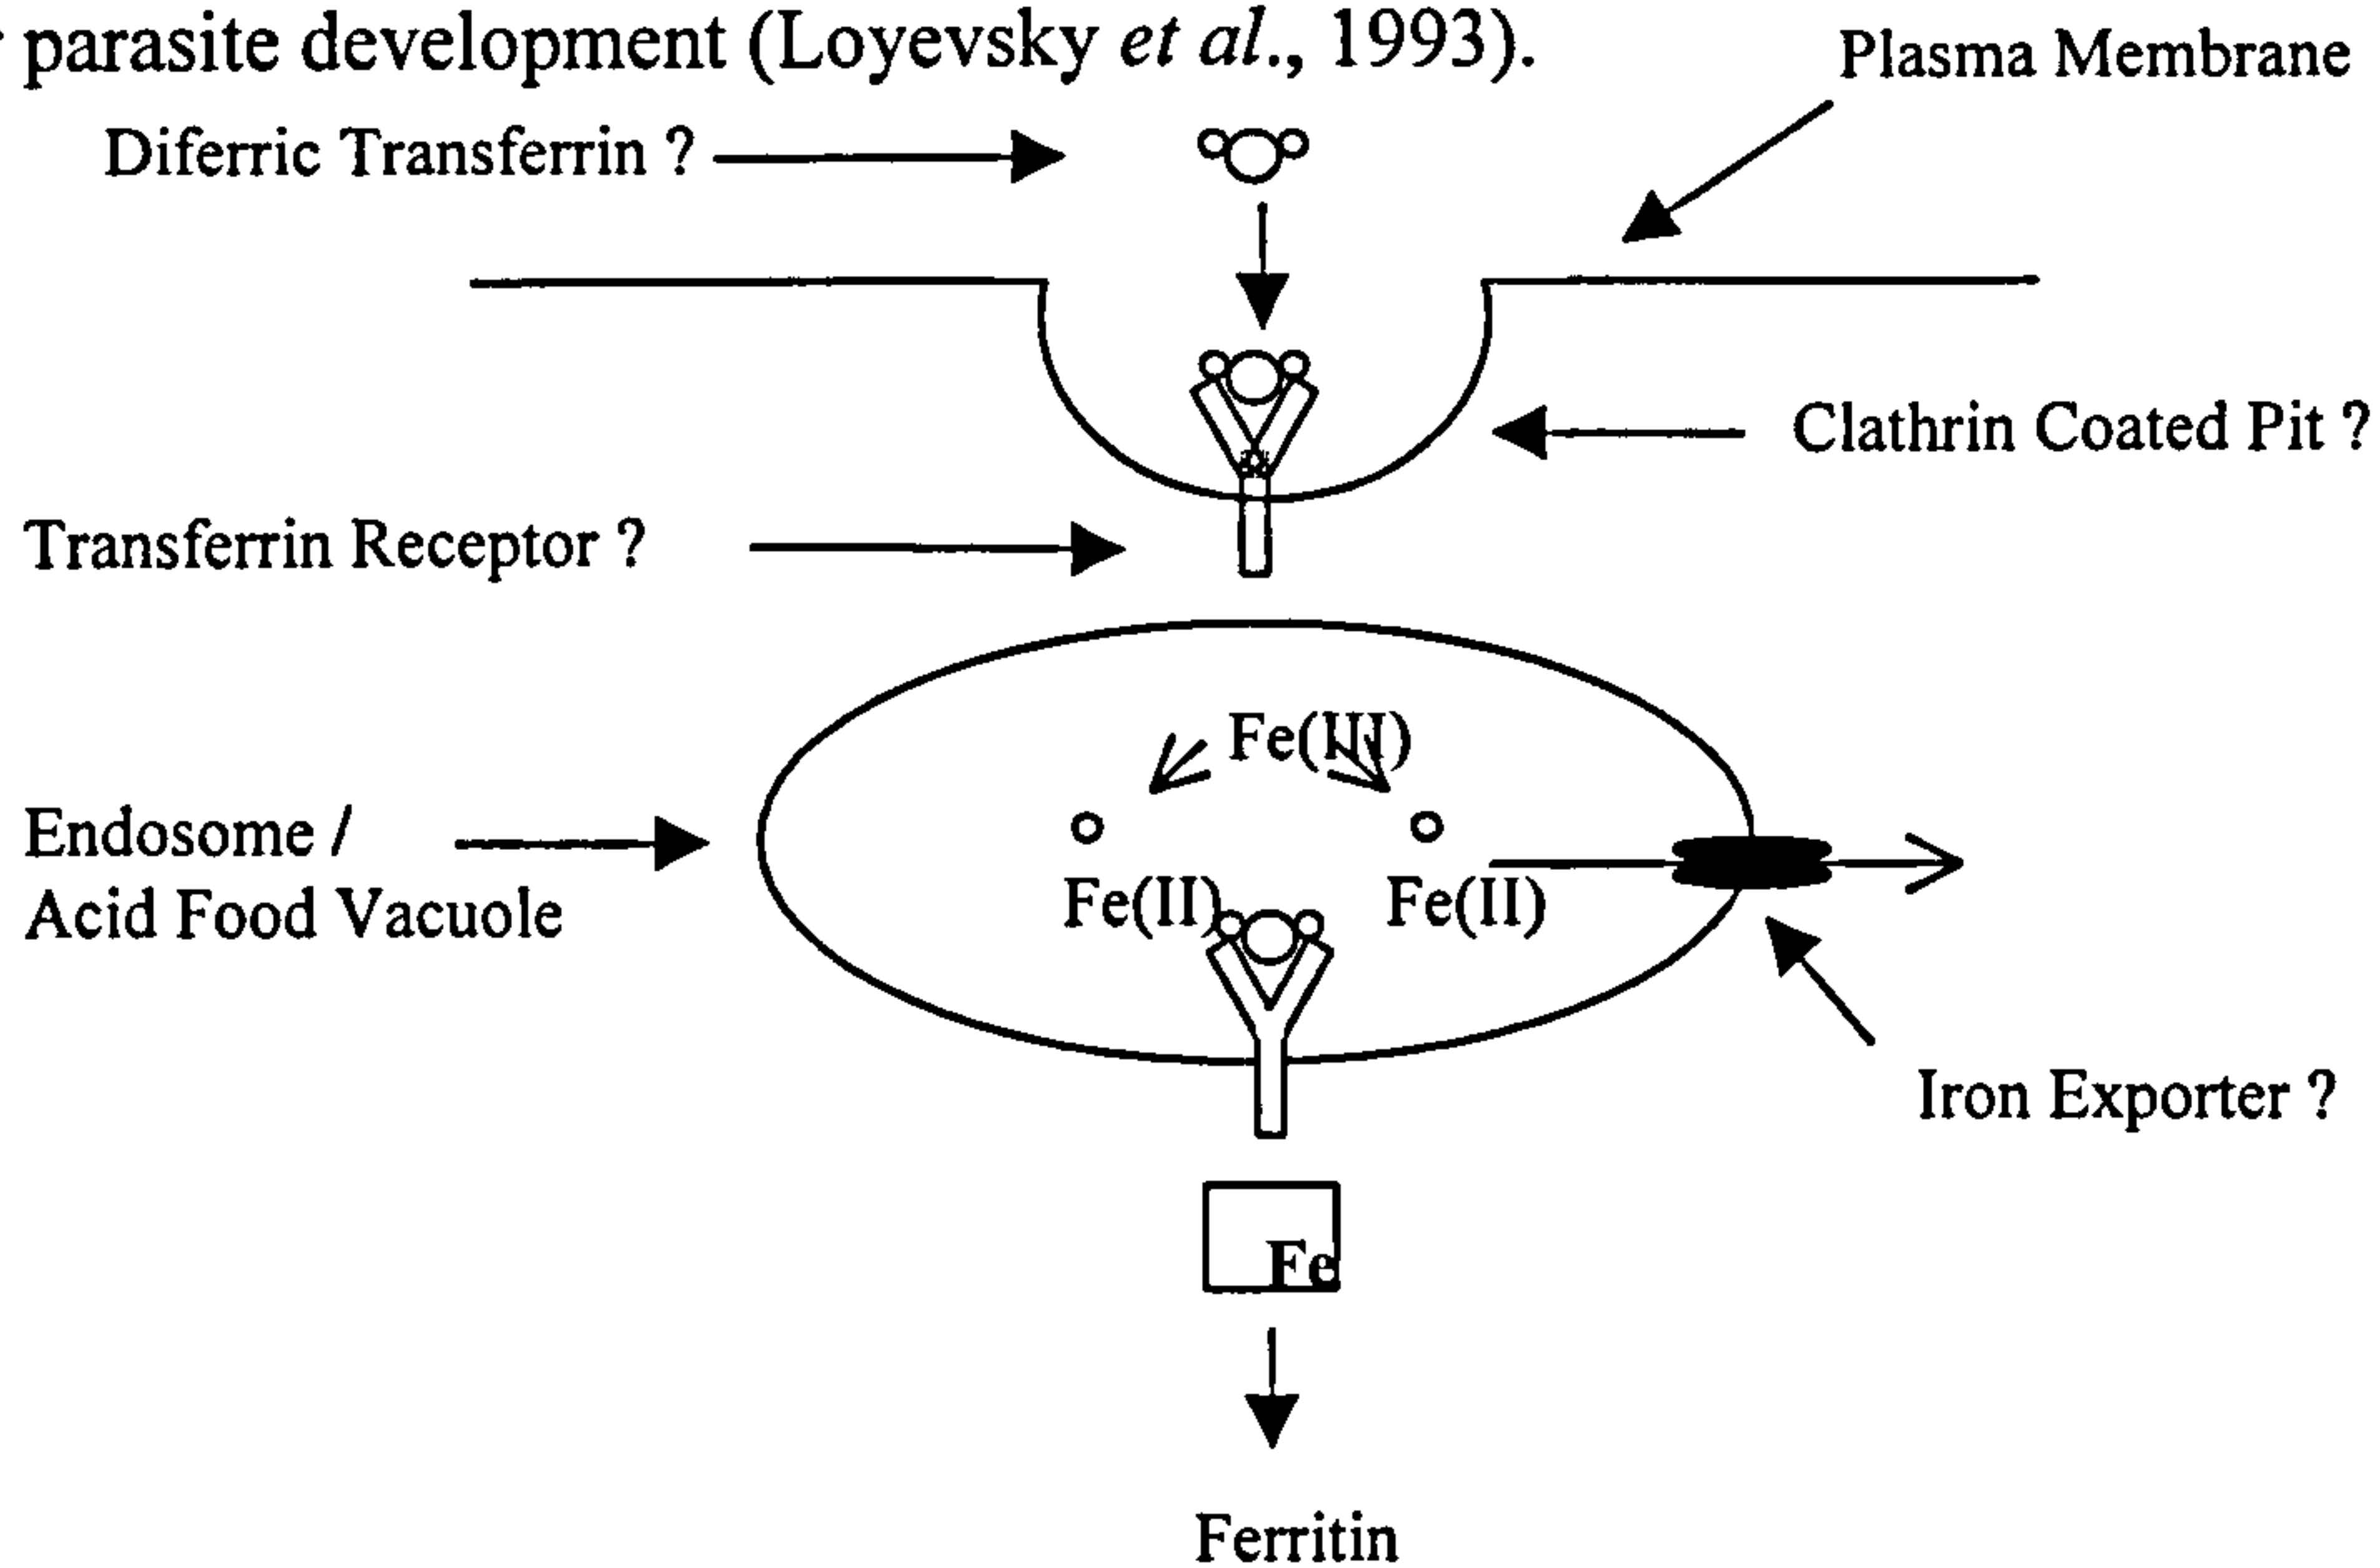 parasite development (Loyevsky et al., 1993).
Plasma Membrane
Diferric Transferrin ?
Clathrin Coated Pit ?
Transferrin Receptor ?
Fe(III)
Endosome /
Acid Food Vacuole
Fe(II)
Fe(II)
Iron Exporter ?
Fe
Ferritin